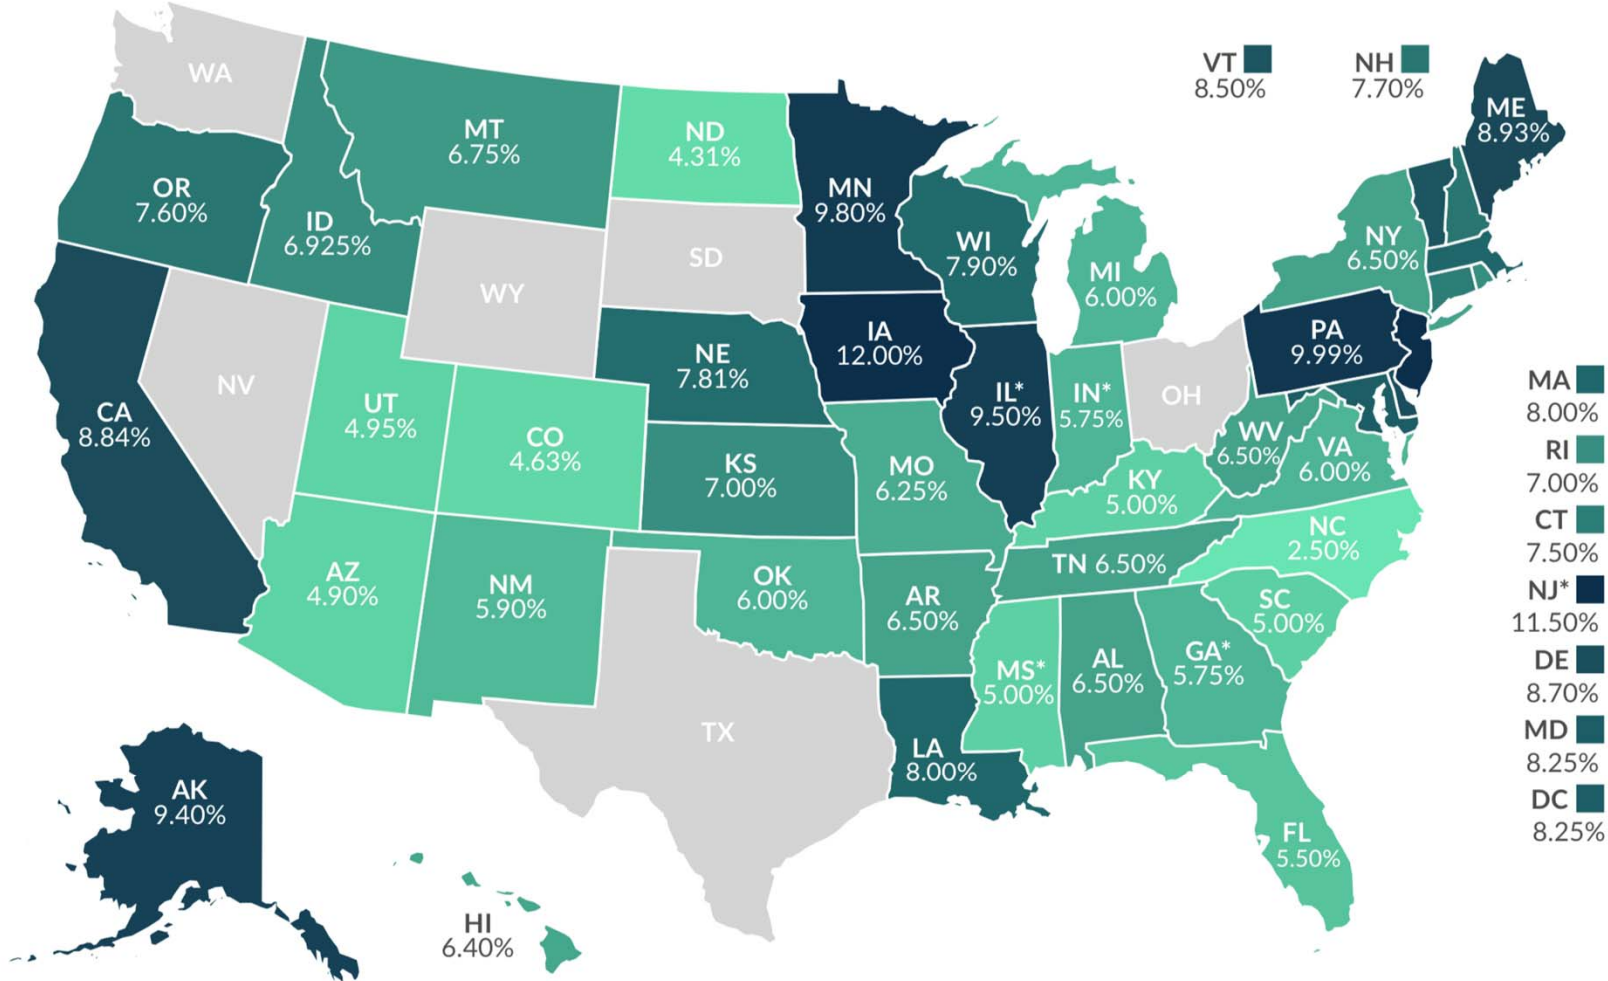 WA
VT
8.50%
NH
7.70%
ME
8.93%
MT
6.75%
ND
4.31%
OR
7.60%
ID
6.925%
MN
9.80%
WI
7.90%
MI
6.00%
NY
6.50%
SD
WY
NV
CA
8.84%
UT
4.95%
CO
4.63%
NE
7.81%
IA
12.00%
KS
7.00%
MO
6.25%
IL*
9.50%
IN*
5.75%
OH
PA
9.99%
WV
6.50%
VA
6.00%
KY
5.00%
NC
2.50%
TN 6.50%
SC
5.00%
AZ
4.90%
NM
5.90%
OK
6.00%
AR
6.50%
MS*
5.00%
AL
6.50%
GA*
5.75%
TX
LA
8.00%
FL
5.50%
AK
9.40%
HI
6.40%
MA
8.00%
RI
7.00%
CT
7.50%
NJ*
11.50%
DE
8.70%
MD
8.25%
DC
8.25%